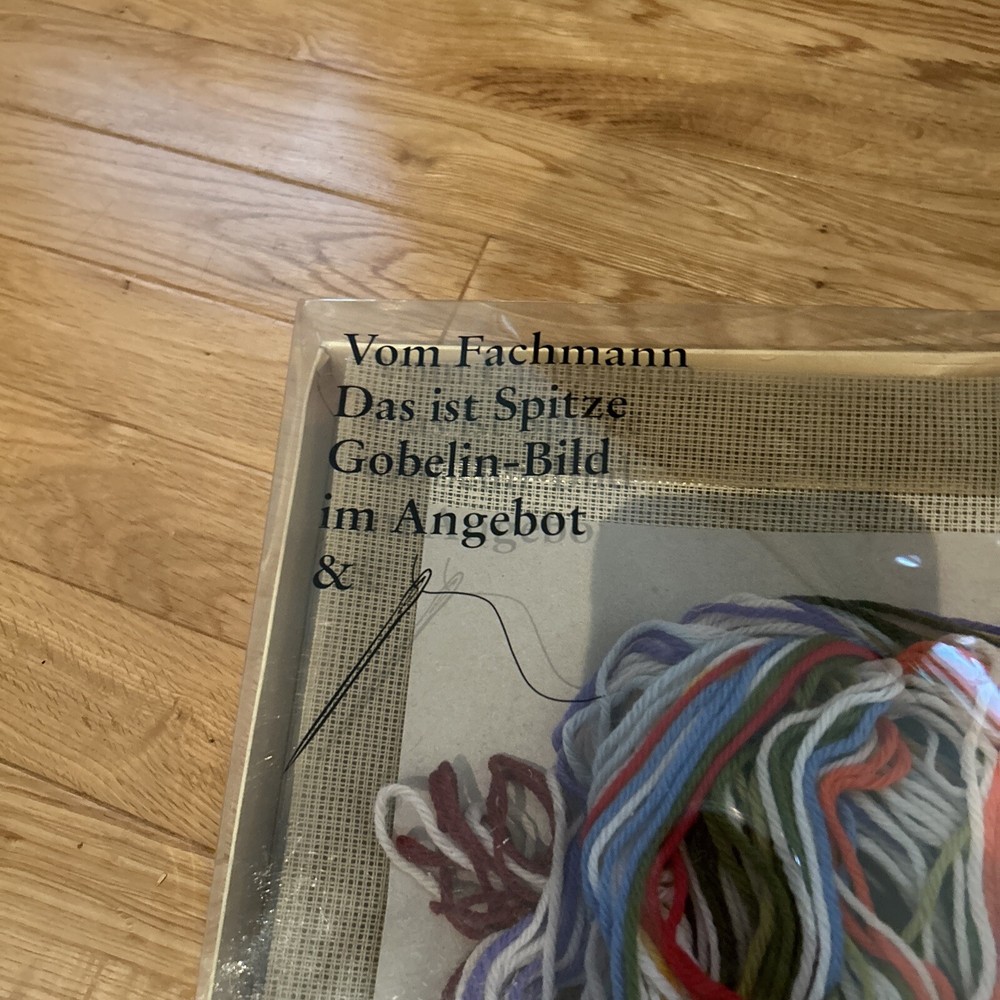 Vom Fachmann
Das ist Spitze
Gobelin-Bild
im Angebot
&